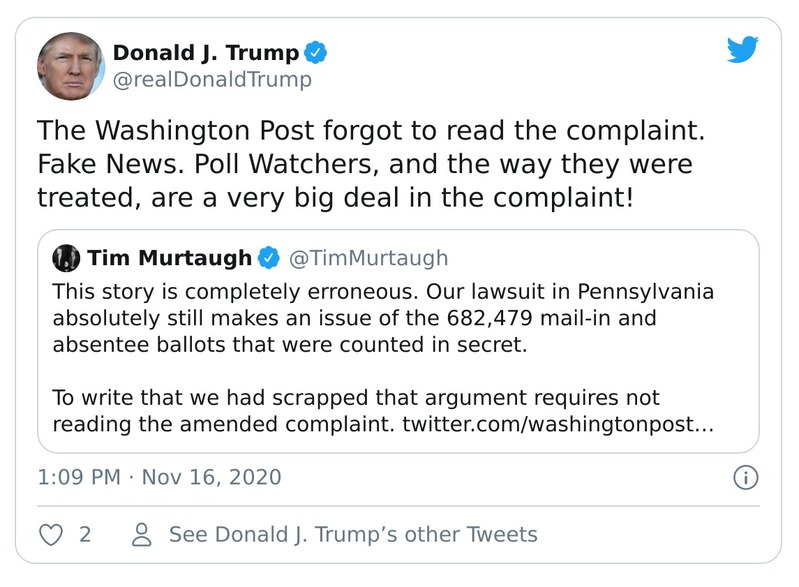 Donald J. Trump
@realDonaldTrump
The Washington Post forgot to read the complaint.
Fake News. Poll Watchers, and the way they were
treated, are a very big deal in the complaint!
Tim Murtaugh @TimMurtaugh
This story is completely erroneous. Our lawsuit in Pennsylvania
absolutely still makes an issue of the 682,479 mail-in and
absentee ballots that were counted in secret.
To write that we had scrapped that argument requires not
reading the amended complaint. twitter.com/washingtonpost…
1:09 PM · Nov 16, 2020
2 See Donald J. Trump’s other Tweets